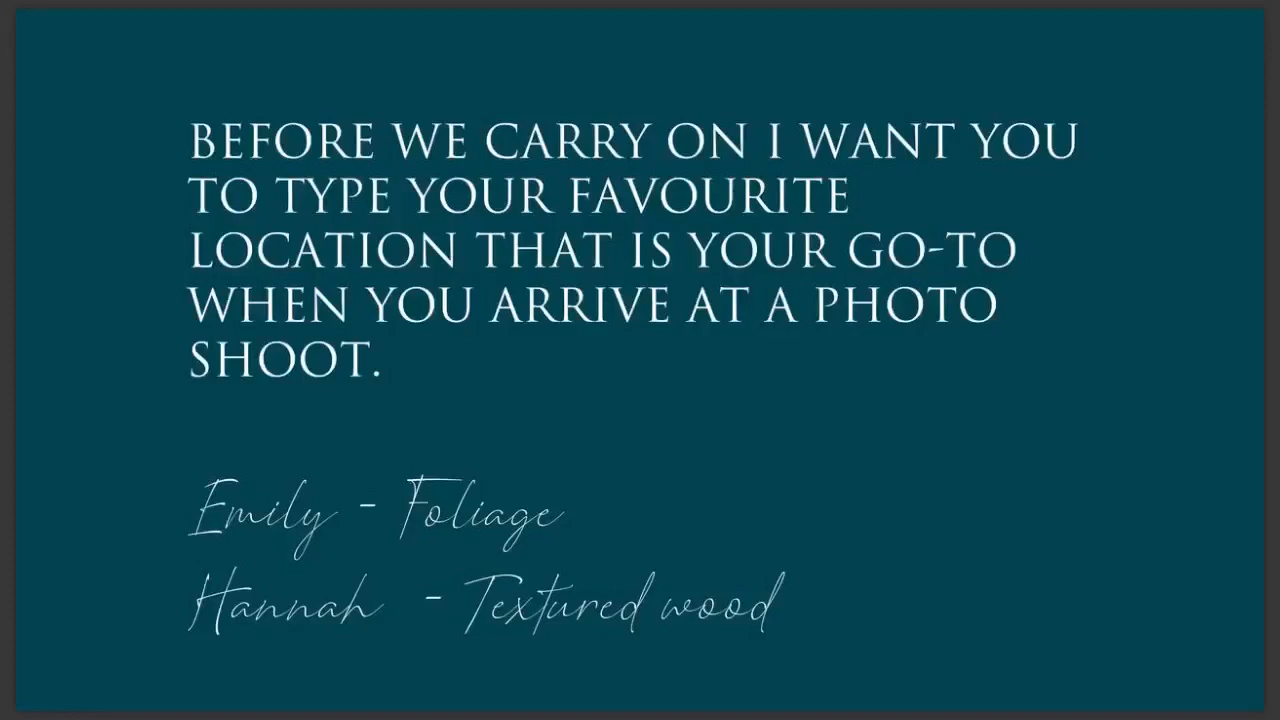 BEFORE WE CARRY ON I WANT YOU
TO TYPE YOUR FAVOURITE
LOCATION THAT IS YOUR GO-TO
WHEN YOU ARRIVE AT A PHOTO
SHOOT.
Emily - Foliage
Hannah - Textured wood